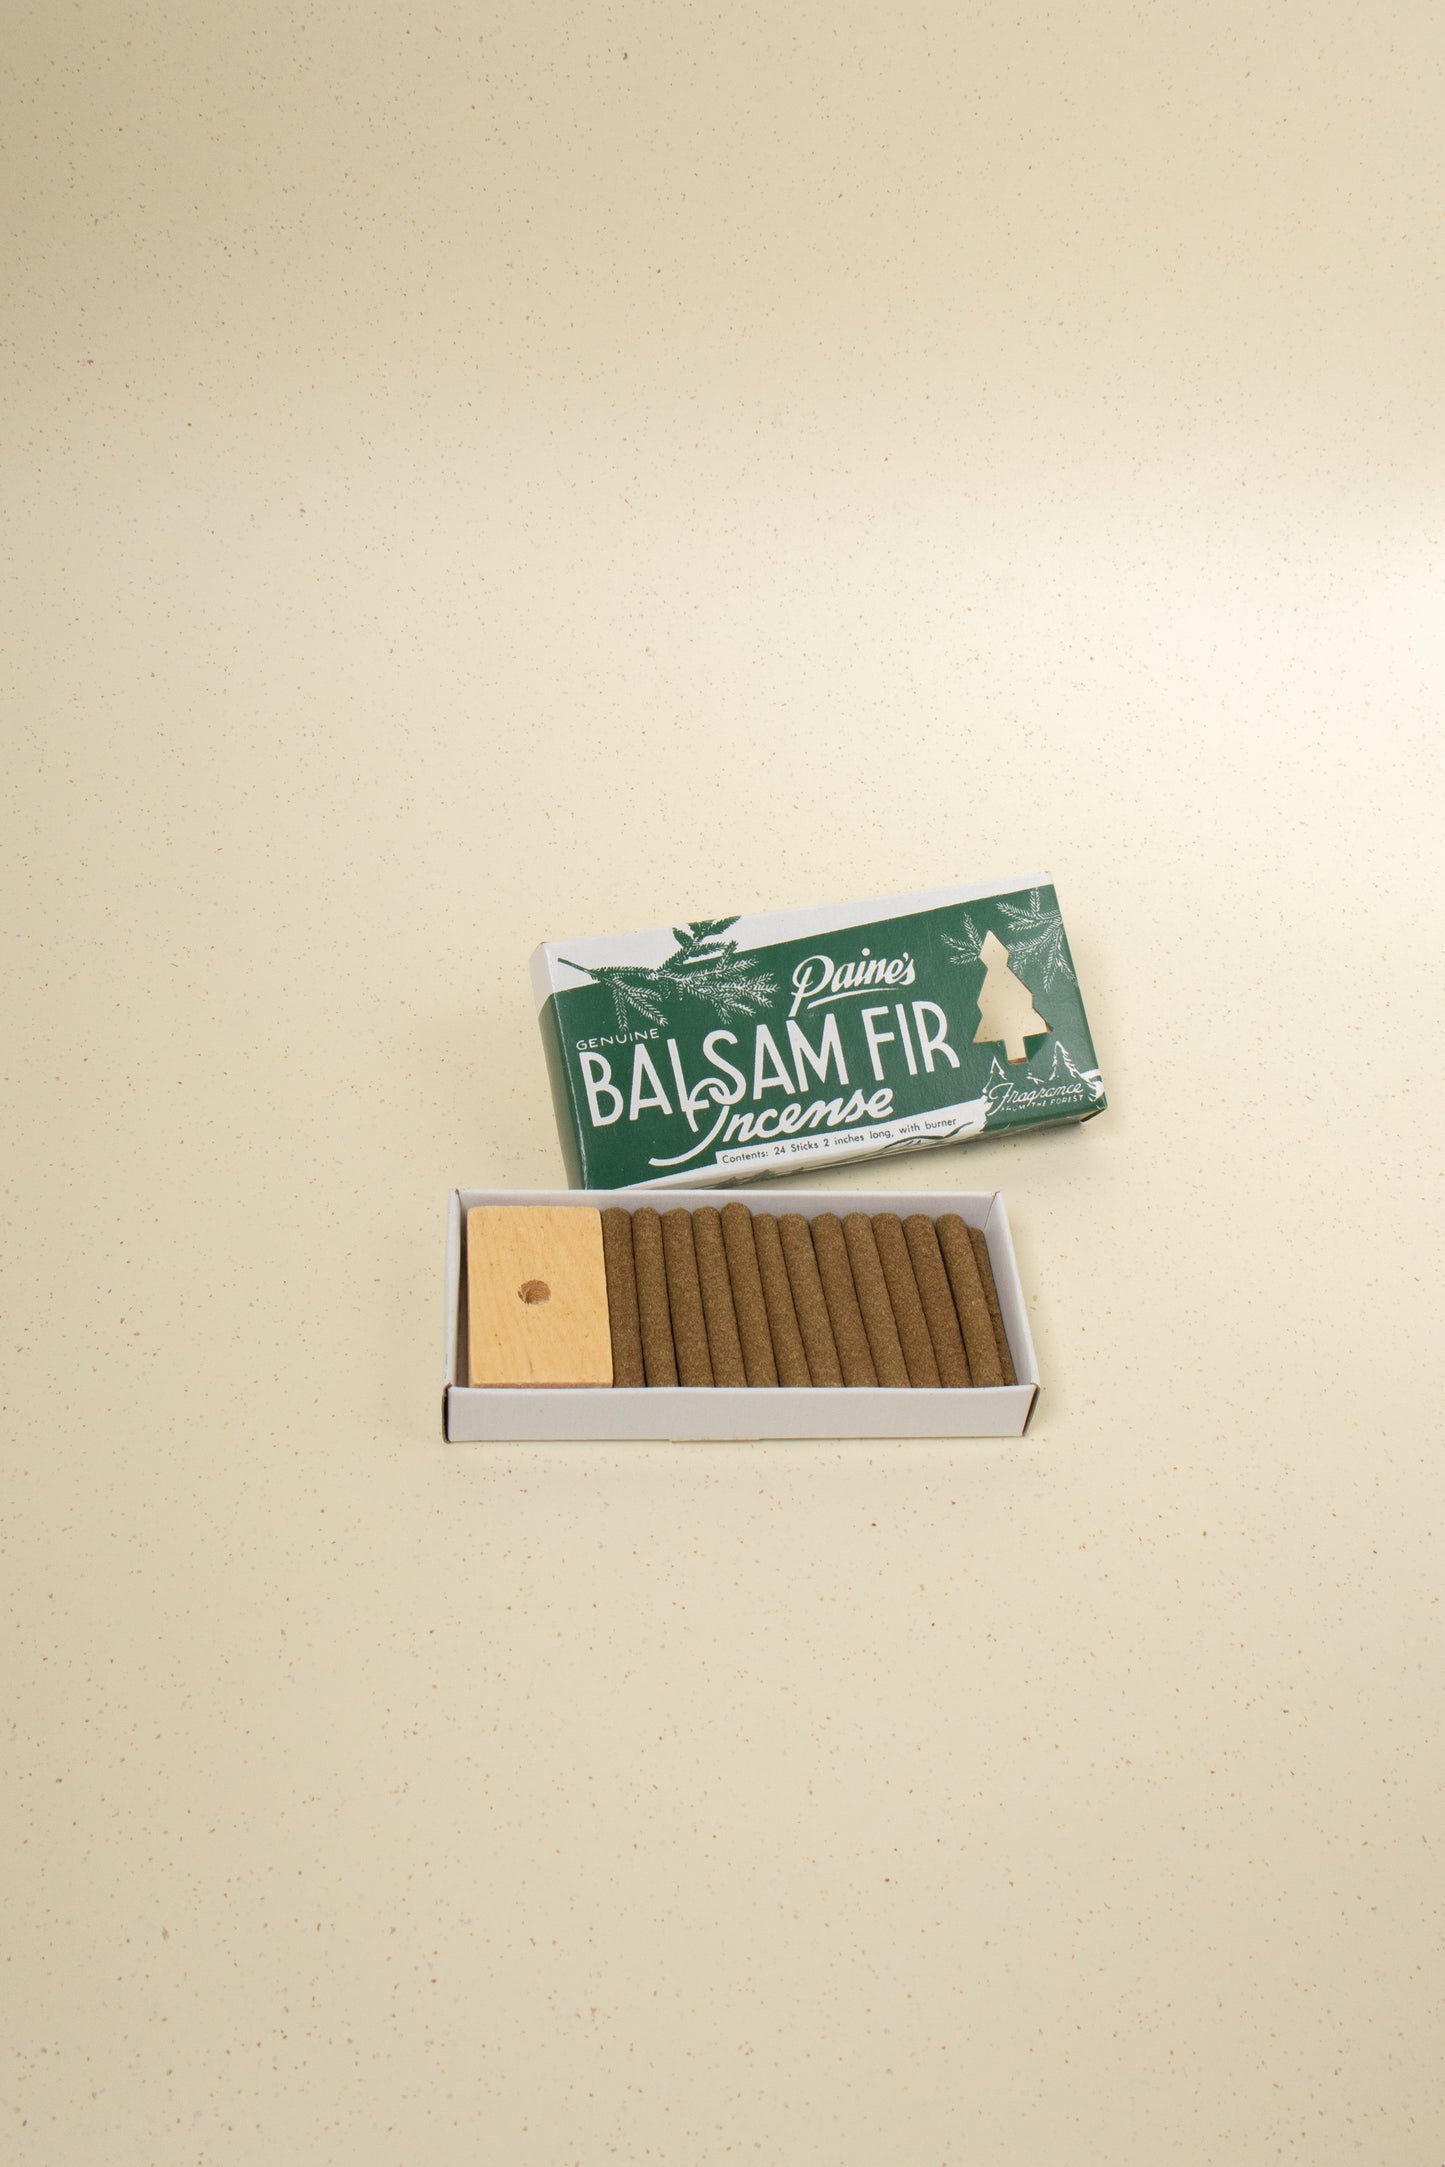 Paine's
GENUINE
BALSAM FIR
Incense
Contents: 24 Sticks 2 inches long, with burner
Fragrance
FROM THE FOREST